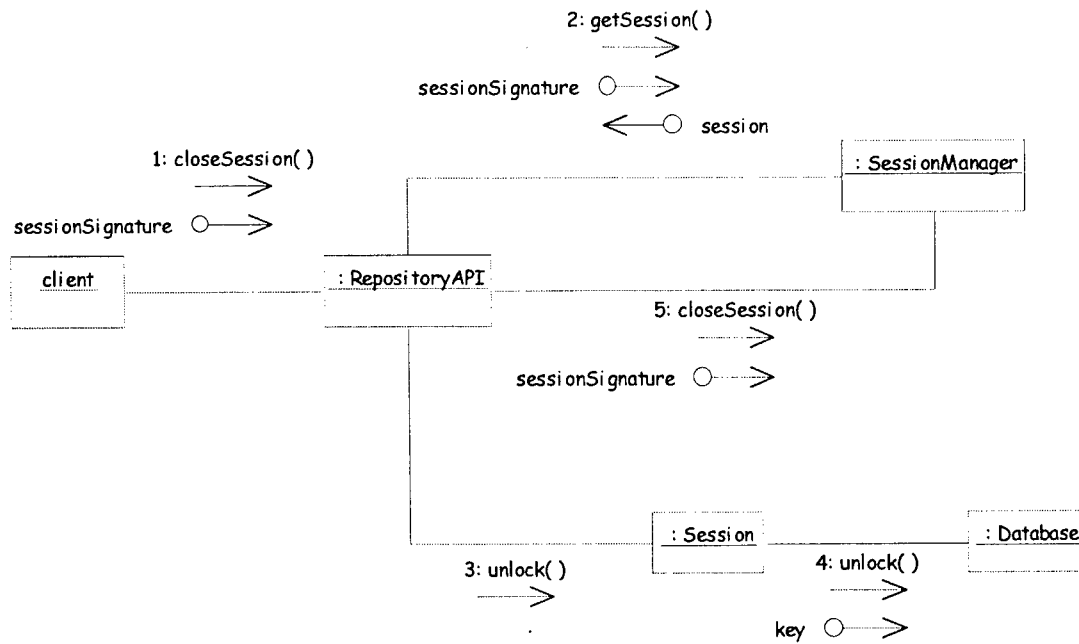 2: getSession( )
sessionSignature
session
1: closeSession( )
sessionSignature
: SessionManager
client
: RepositoryAPI
5: closeSession( )
sessionSignature
: Session
: Database
3: unlock( )
4: unlock( )
key